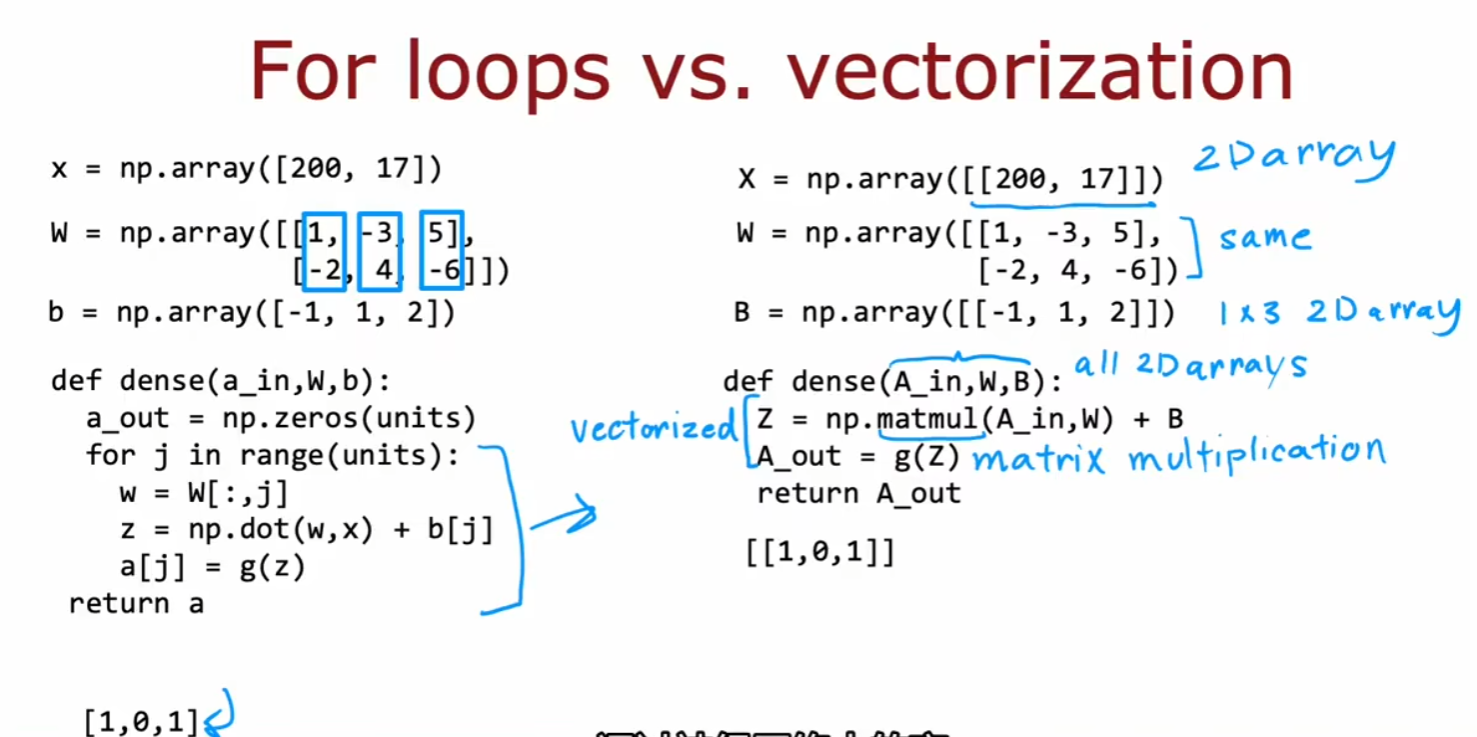 For loops vs. vectorization
x = np.array([200, 17])
W = np.array([[1, -3, 5],
[-2, 4, -6]])
b = np.array([-1, 1, 2])
def dense(a_in,W,b):
a_out = np.zeros(units)
for j in range(units):
w = W[:,j]
z = np.dot(w,x) + b[j]
a[j] = g(z)
return a
[1,0,1]
X = np.array([[200, 17]]) 2D array
W = np.array([[1, -3, 5],
[-2, 4, -6]]) same
B = np.array([[-1, 1, 2]]) 1x3 2D array
all 2D arrays
def dense(A_in,W,B):
vectorized Z = np.matmul(A_in,W) + B
A_out = g(Z) matrix multiplication
return A_out
[[1,0,1]]